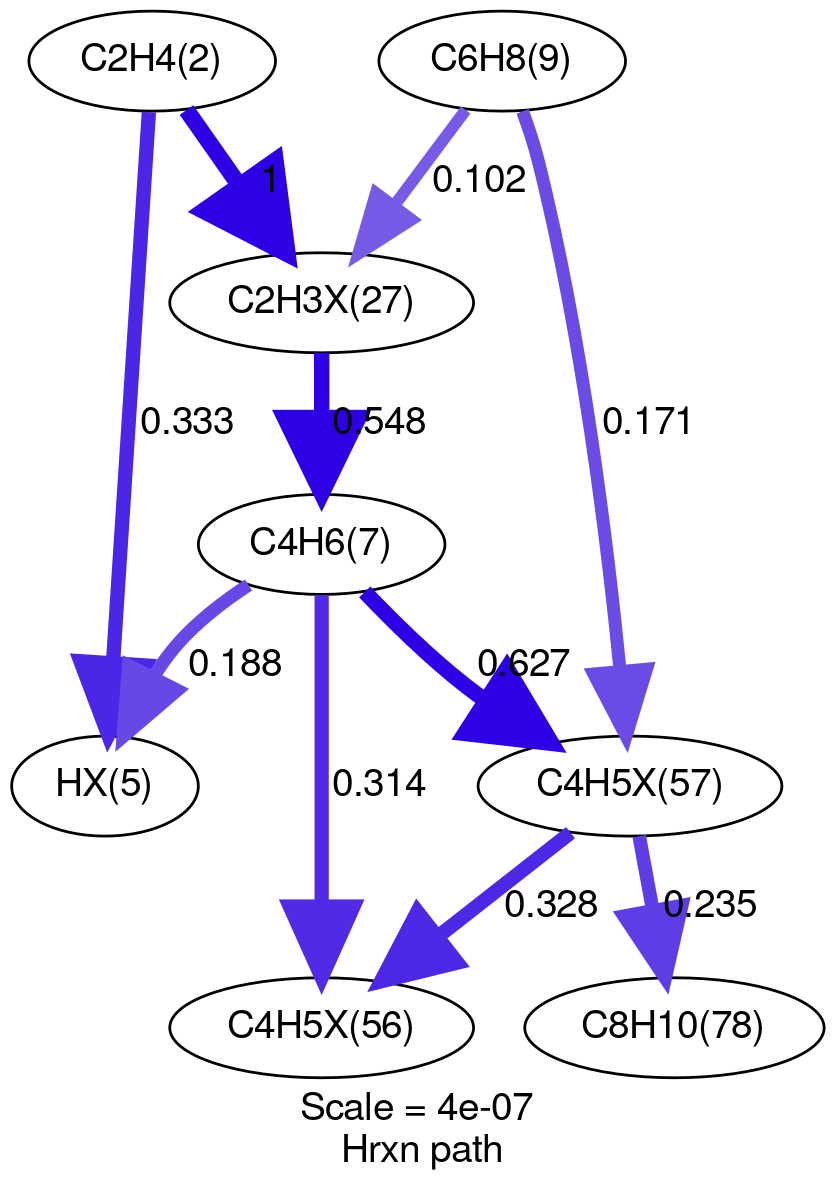 C2H4(2)
C6H8(9)
1
0.102
C2H3X(27)
0.333
0.548
0.171
C4H6(7)
0.188
0.627
HX(5)
0.314
C4H5X(57)
0.328
0.235
C4H5X(56)
C8H10(78)
Scale = 4e-07
Hrxn path